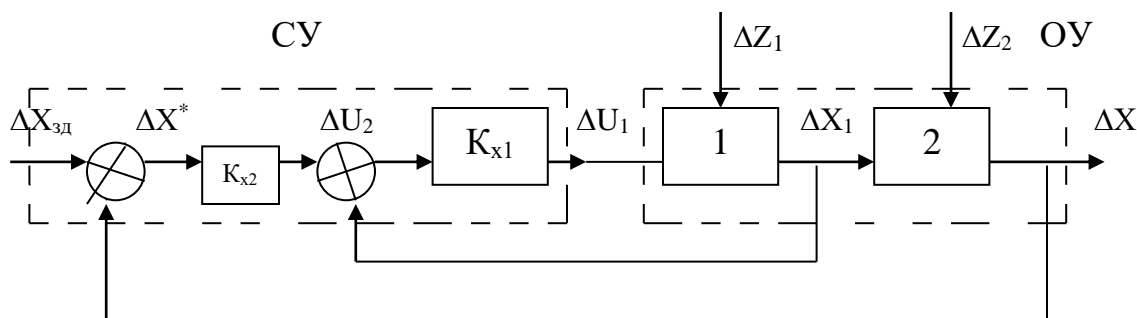 СУ
ΔZ₁
ΔZ₂
ОУ
ΔXзд
ΔX*
ΔU₂
Kх1
ΔU₁
1
ΔX₁
2
ΔX
Kх2